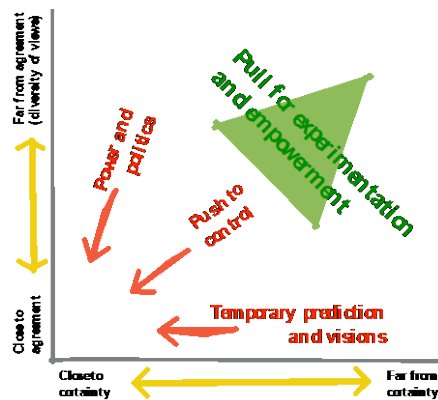 Far from agreement
(diversity of views)
Power and
politics
Pull for experimentation
and empowerment
Push to
control
Temporary prediction
and visions
Close to
agreement
Close to
certainty
Far from
certainty